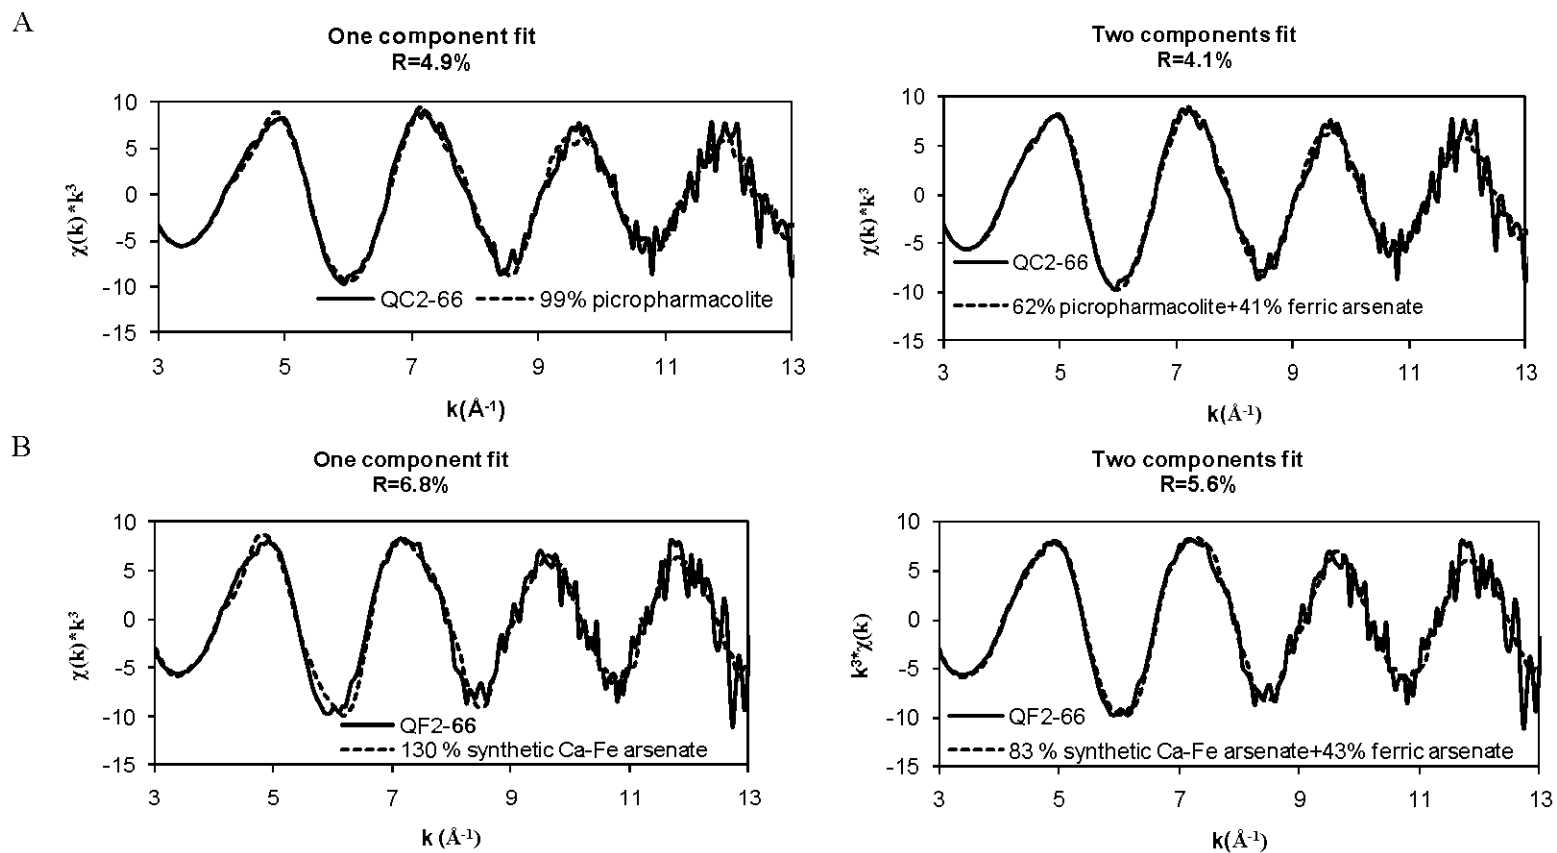 A
One component fit
R=4.9%
10
5
0
-5
-10
-15
χ(k)*k³
QC2-66
99% picropharmacolite
3 5 7 9 11 13
k(Å⁻¹)
Two components fit
R=4.1%
10
5
0
-5
-10
-15
χ(k)*k³
QC2-66
62% picropharmacolite+41% ferric arsenate
3 5 7 9 11 13
k(Å⁻¹)
B
One component fit
R=6.8%
10
5
0
-5
-10
-15
χ(k)*k³
QF2-66
130 % synthetic Ca-Fe arsenate
3 5 7 9 11 13
k (Å⁻¹)
Two components fit
R=5.6%
10
5
0
-5
-10
-15
k³*χ(k)
QF2-66
83 % synthetic Ca-Fe arsenate+43% ferric arsenate
3 5 7 9 11 13
k(Å⁻¹)